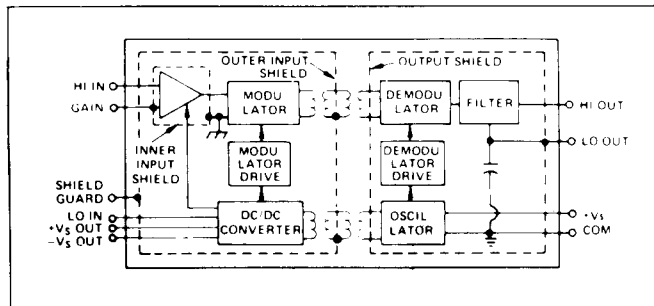 OUTER INPUT
SHIELD
OUTPUT SHIELD
HI IN
GAIN
MODU
LATOR
DEMODU
LATOR
FILTER
HI OUT
LO OUT
INNER
INPUT
SHIELD
MODU
LATOR
DRIVE
DEMODU
LATOR
DRIVE
SHIELD
GUARD
LO IN
+VS OUT
−VS OUT
DC/DC
CONVERTER
OSCIL
LATOR
+VS
COM